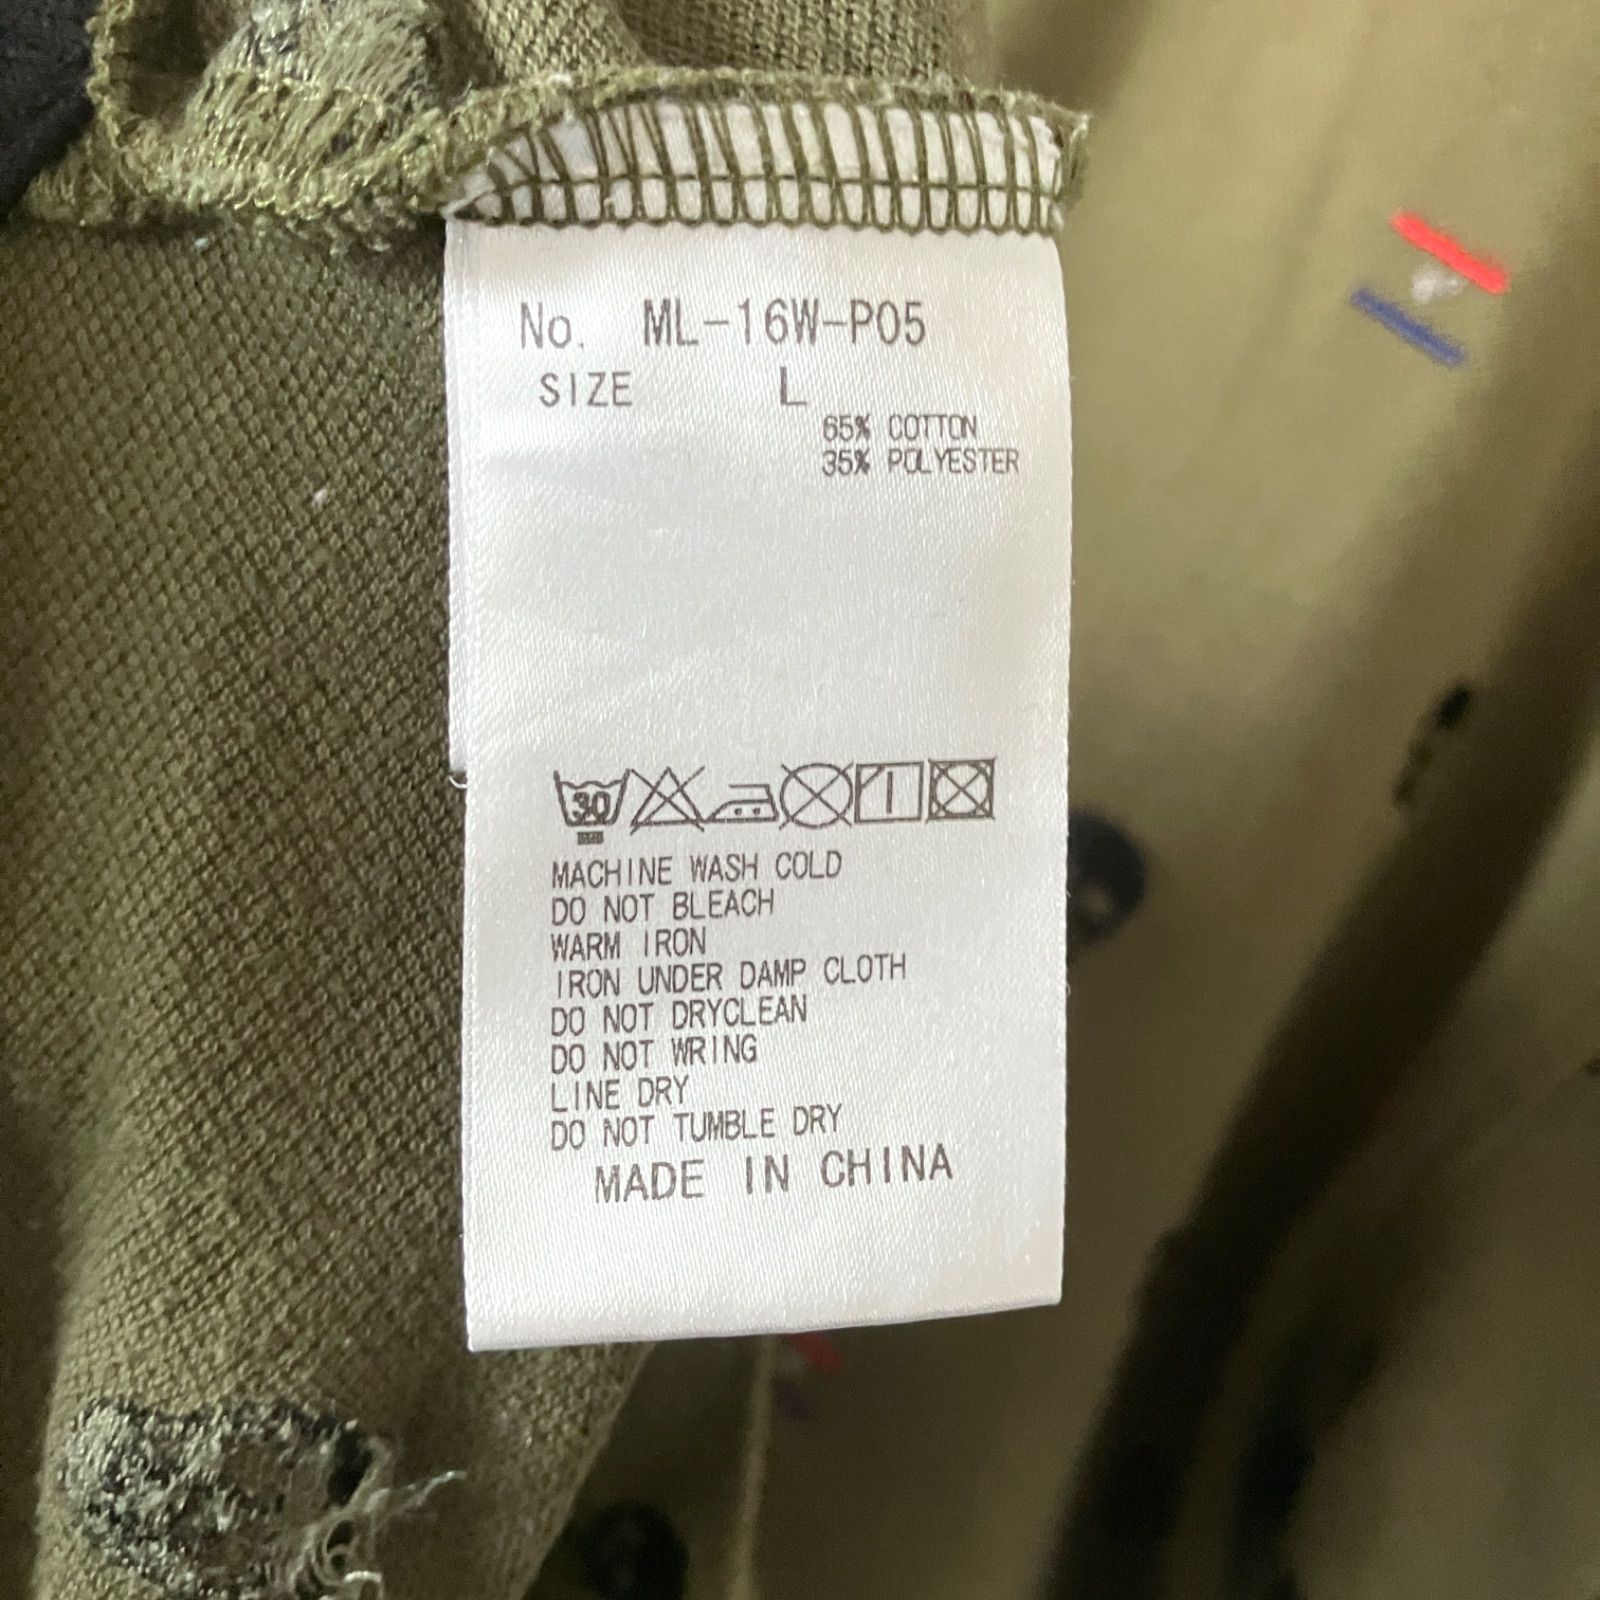 No. ML-16W-P05
SIZE L
65% COTTON
35% POLYESTER
30
MACHINE WASH COLD
DO NOT BLEACH
WARM IRON
IRON UNDER DAMP CLOTH
DO NOT DRYCLEAN
DO NOT WRING
LINE DRY
DO NOT TUMBLE DRY
MADE IN CHINA